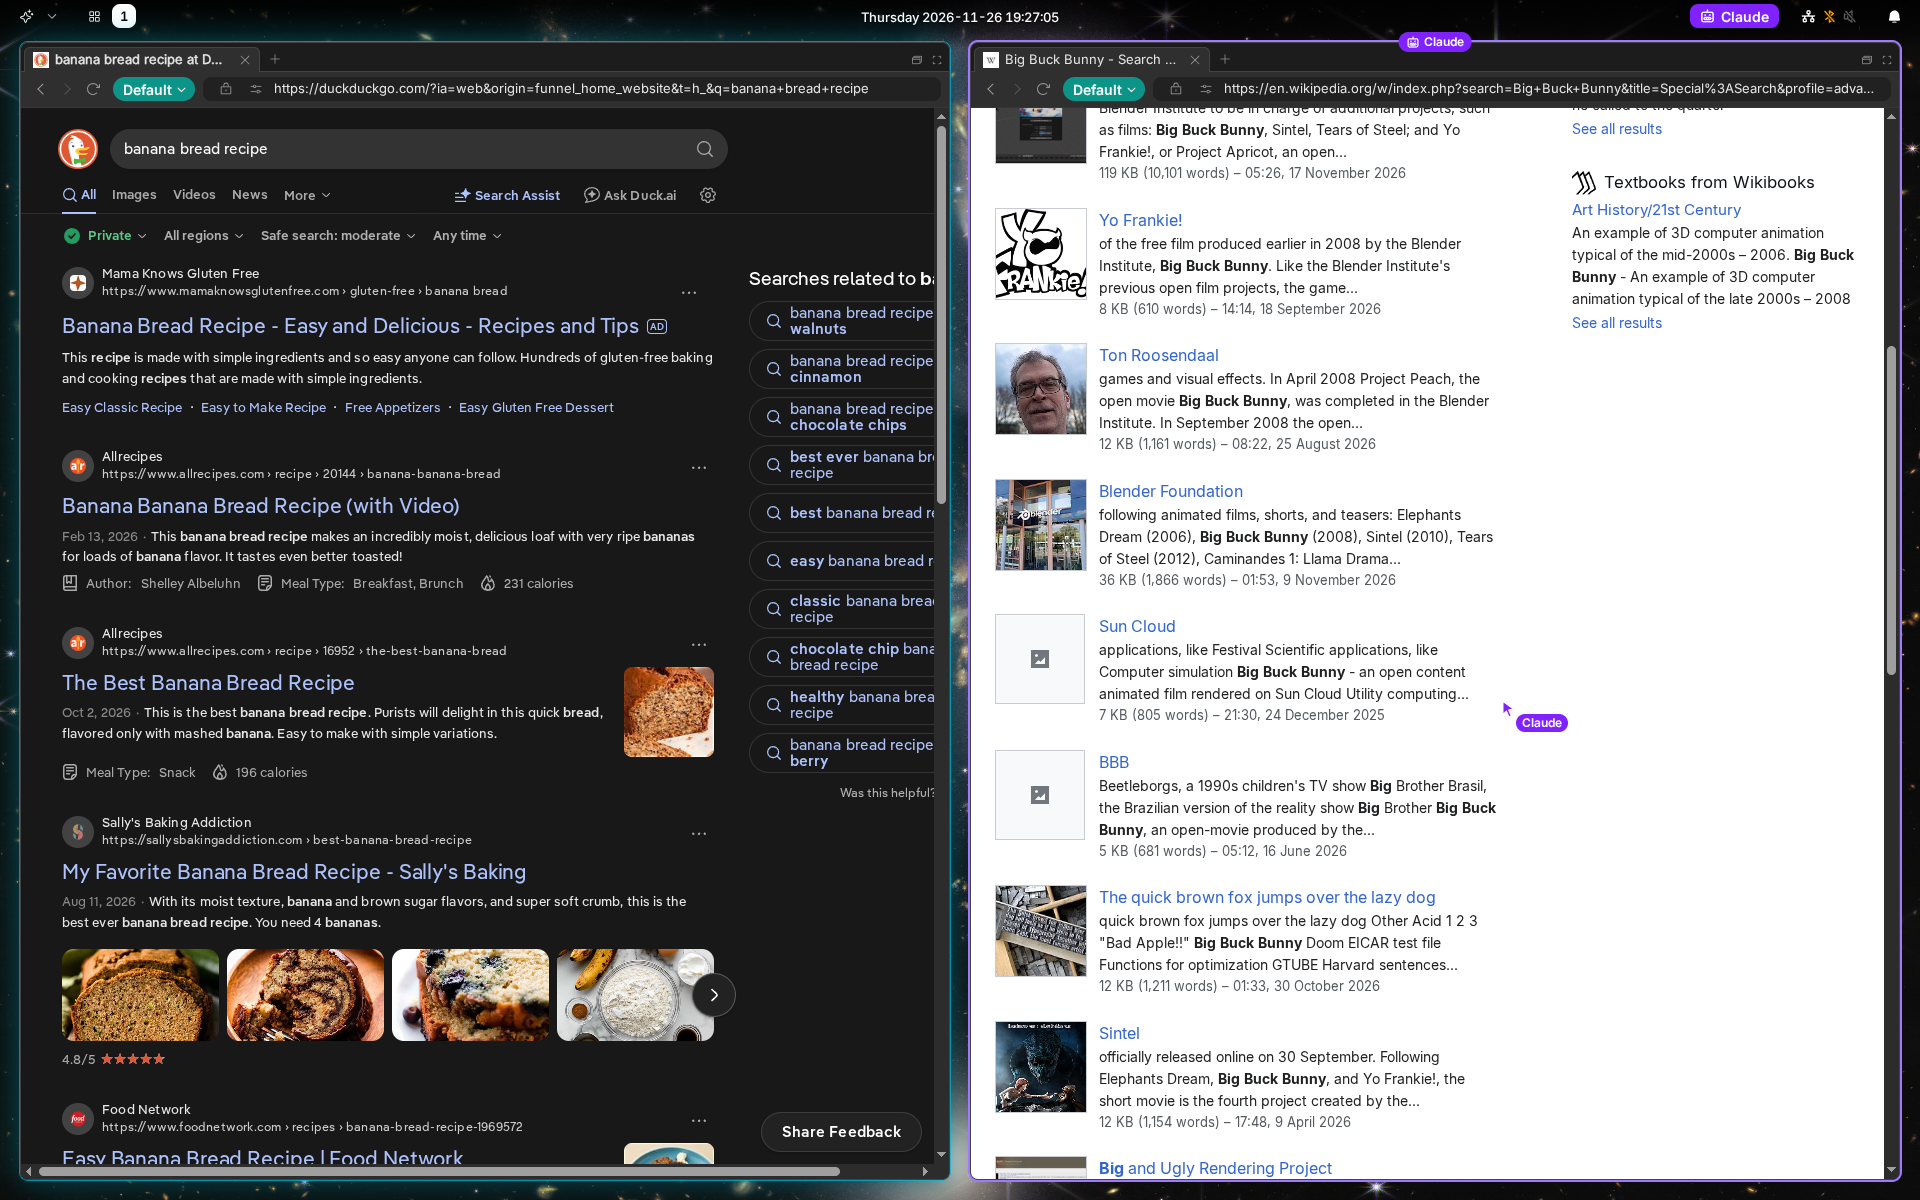 1
Thursday 2026-11-26 19:27:05
Claude
banana bread recipe at D...
Default
https://duckduckgo.com/?ia=web&origin=funnel_home_website&t=h_&q=banana+bread+recipe
banana bread recipe
All
Images
Videos
News
More
Search Assist
Ask Duck.ai
Private
All regions
Safe search: moderate
Any time
Mama Knows Gluten Free
https://www.mamaknowsglutenfree.com › gluten-free › banana bread
Banana Bread Recipe - Easy and Delicious - Recipes and Tips AD
This recipe is made with simple ingredients and so easy anyone can follow. Hundreds of gluten-free baking
and cooking recipes that are made with simple ingredients.
Easy Classic Recipe · Easy to Make Recipe · Free Appetizers · Easy Gluten Free Dessert
Allrecipes
https://www.allrecipes.com › recipe › 20144 › banana-banana-bread
Banana Banana Bread Recipe (with Video)
Feb 13, 2026 · This banana bread recipe makes an incredibly moist, delicious loaf with very ripe bananas
for loads of banana flavor. It tastes even better toasted!
Author: Shelley Albeluhn Meal Type: Breakfast, Brunch 231 calories
Allrecipes
https://www.allrecipes.com › recipe › 16952 › the-best-banana-bread
The Best Banana Bread Recipe
Oct 2, 2026 · This is the best banana bread recipe. Purists will delight in this quick bread,
flavored only with mashed banana. Easy to make with simple variations.
Meal Type: Snack 196 calories
Sally's Baking Addiction
https://sallysbakingaddiction.com › best-banana-bread-recipe
My Favorite Banana Bread Recipe - Sally's Baking
Aug 11, 2026 · With its moist texture, banana and brown sugar flavors, and super soft crumb, this is the
best ever banana bread recipe. You need 4 bananas.
4.8/5
Food Network
https://www.foodnetwork.com › recipes › banana-bread-recipe-1969572
Easy Banana Bread Recipe | Food Network
Searches related to ba
banana bread recipe
walnuts
banana bread recipe
cinnamon
banana bread recipe
chocolate chips
best ever banana br
recipe
best banana bread r
easy banana bread r
classic banana brea
recipe
chocolate chip bana
bread recipe
healthy banana brea
recipe
banana bread recipe
berry
Was this helpful?
Share Feedback
Claude
Big Buck Bunny - Search ...
Default
https://en.wikipedia.org/w/index.php?search=Big+Buck+Bunny&title=Special%3ASearch&profile=adva...
Blender Institute to be in charge of additional projects, such
as films: Big Buck Bunny, Sintel, Tears of Steel; and Yo
Frankie!, or Project Apricot, an open...
119 KB (10,101 words) – 05:26, 17 November 2026
Yo Frankie!
of the free film produced earlier in 2008 by the Blender
Institute, Big Buck Bunny. Like the Blender Institute's
previous open film projects, the game...
8 KB (610 words) – 14:14, 18 September 2026
Ton Roosendaal
games and visual effects. In April 2008 Project Peach, the
open movie Big Buck Bunny, was completed in the Blender
Institute. In September 2008 the open...
12 KB (1,161 words) – 08:22, 25 August 2026
Blender Foundation
following animated films, shorts, and teasers: Elephants
Dream (2006), Big Buck Bunny (2008), Sintel (2010), Tears
of Steel (2012), Caminandes 1: Llama Drama...
36 KB (1,866 words) – 01:53, 9 November 2026
Sun Cloud
applications, like Festival Scientific applications, like
Computer simulation Big Buck Bunny - an open content
animated film rendered on Sun Cloud Utility computing...
7 KB (805 words) – 21:30, 24 December 2025
Claude
BBB
Beetleborgs, a 1990s children's TV show Big Brother Brasil,
the Brazilian version of the reality show Big Brother Big Buck
Bunny, an open-movie produced by the...
5 KB (681 words) – 05:12, 16 June 2026
The quick brown fox jumps over the lazy dog
quick brown fox jumps over the lazy dog Other Acid 1 2 3
"Bad Apple!!" Big Buck Bunny Doom EICAR test file
Functions for optimization GTUBE Harvard sentences...
12 KB (1,211 words) – 01:33, 30 October 2026
Sintel
officially released online on 30 September. Following
Elephants Dream, Big Buck Bunny, and Yo Frankie!, the
short movie is the fourth project created by the...
12 KB (1,154 words) – 17:48, 9 April 2026
Big and Ugly Rendering Project
he called to the quarter
See all results
Textbooks from Wikibooks
Art History/21st Century
An example of 3D computer animation
typical of the mid-2000s – 2006. Big Buck
Bunny - An example of 3D computer
animation typical of the late 2000s – 2008
See all results